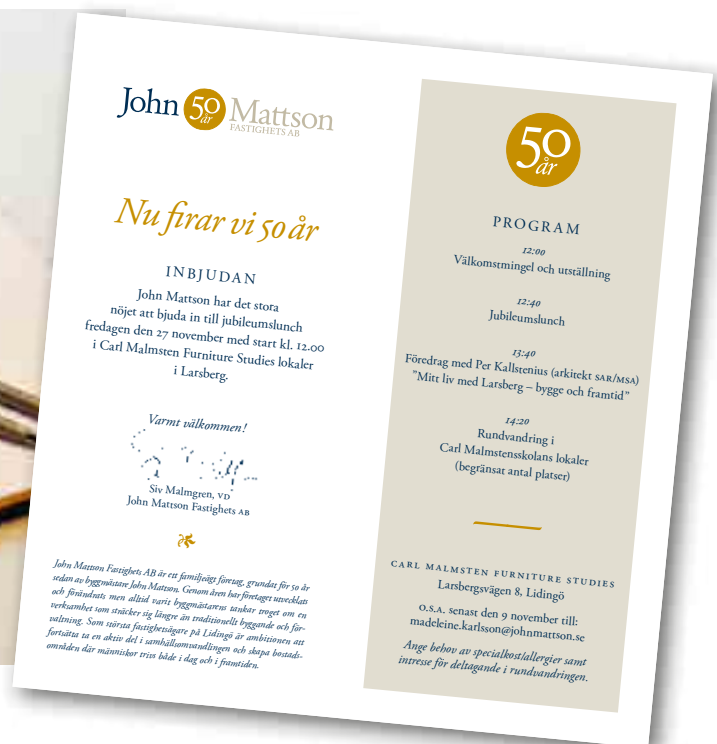 John 50 år Mattson
FASTIGHETS AB
Nu firar vi 50 år
INBJUDAN
John Mattson har det stora
nöjet att bjuda in till jubileumslunch
fredagen den 27 november med start kl. 12.00
i Carl Malmsten Furniture Studies lokaler
i Larsberg.
Varmt välkommen!
Siv Malmgren, VD
John Mattson Fastighets AB
John Mattson Fastighets AB är ett familjeägt företag, grundat för 50 år
sedan av byggmästare John Mattson. Genom åren har företaget utvecklats
och förändrats men alltid varit byggmästarens tankar troget om en
verksamhet som sträcker sig längre än traditionellt byggande och för-
valtning. Som största fastighetsägare på Lidingö är ambitionen att
fortsätta ta en aktiv del i samhällsomvandlingen och skapa bostads-
områden där människor trivs både i dag och i framtiden.
50
år
PROGRAM
12:00
Välkomstmingel och utställning
12:40
Jubileumslunch
13:40
Föredrag med Per Kallstenius (arkitekt SAR/MSA)
”Mitt liv med Larsberg – bygge och framtid”
14:20
Rundvandring i
Carl Malmstensskolans lokaler
(begränsat antal platser)
CARL MALMSTEN FURNITURE STUDIES
Larsbergsvägen 8, Lidingö
O.S.A. senast den 9 november till:
madeleine.karlsson@johnmattson.se
Ange behov av specialkost/allergier samt
intresse för deltagande i rundvandringen.